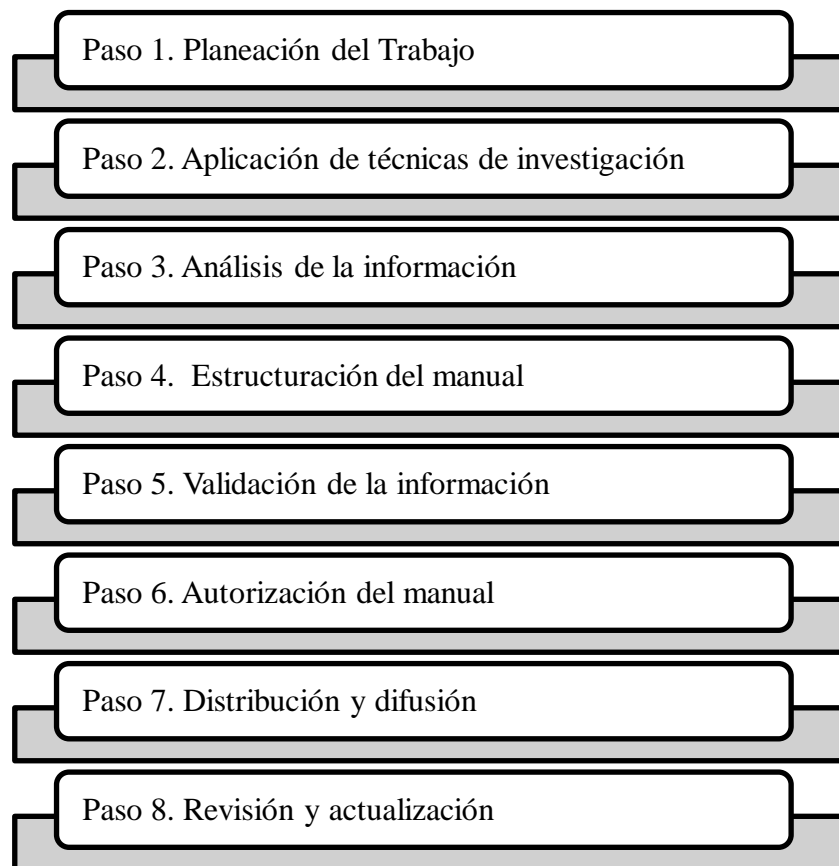 Paso 1. Planeación del Trabajo
Paso 2. Aplicación de técnicas de investigación
Paso 3. Análisis de la información
Paso 4. Estructuración del manual
Paso 5. Validación de la información
Paso 6. Autorización del manual
Paso 7. Distribución y difusión
Paso 8. Revisión y actualización